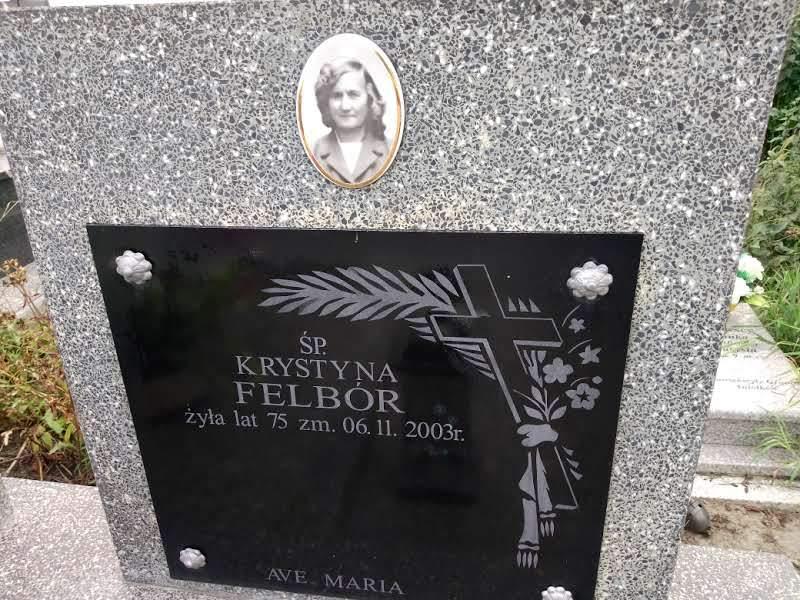 ŚP.
KRYSTYNA
FELBÓR
żyła lat 75 zm. 06.11.2003r.
AVE MARIA